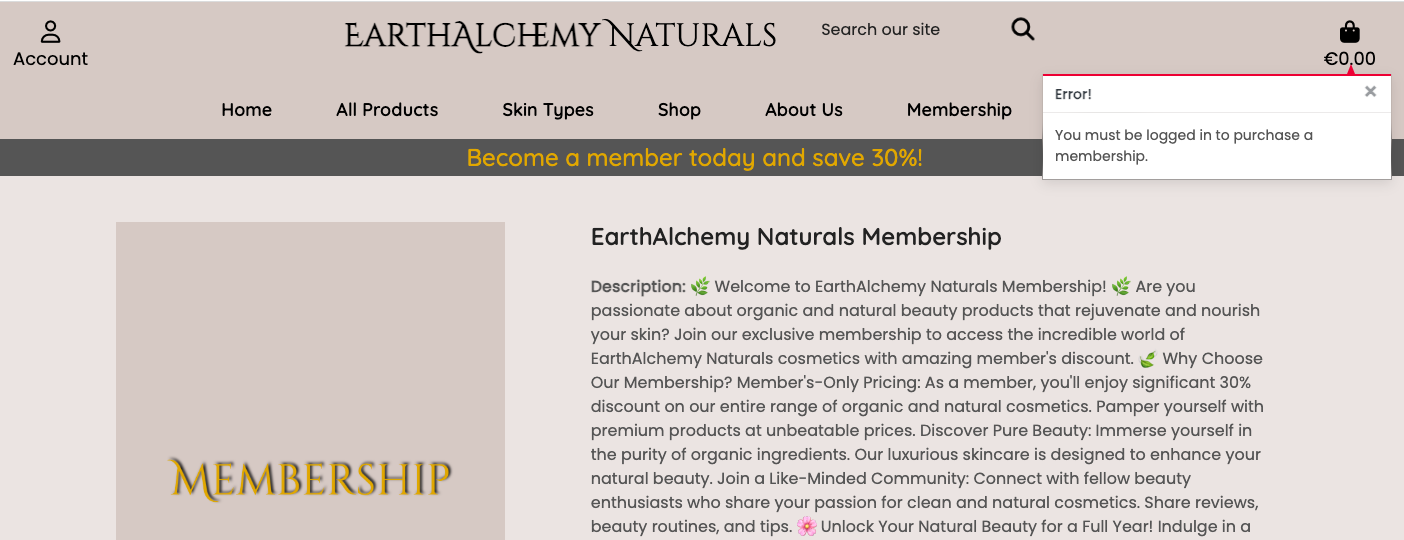 Account
EarthAlchemy Naturals
Search our site
€0.00
Home
All Products
Skin Types
Shop
About Us
Membership
Error!
×
You must be logged in to purchase a
membership.
Become a member today and save 30%!
Membership
EarthAlchemy Naturals Membership
Description: 🌿 Welcome to EarthAlchemy Naturals Membership! 🌿 Are you
passionate about organic and natural beauty products that rejuvenate and nourish
your skin? Join our exclusive membership to access the incredible world of
EarthAlchemy Naturals cosmetics with amazing member's discount. 🍃 Why Choose
Our Membership? Member's-Only Pricing: As a member, you'll enjoy significant 30%
discount on our entire range of organic and natural cosmetics. Pamper yourself with
premium products at unbeatable prices. Discover Pure Beauty: Immerse yourself in
the purity of organic ingredients. Our luxurious skincare is designed to enhance your
natural beauty. Join a Like-Minded Community: Connect with fellow beauty
enthusiasts who share your passion for clean and natural cosmetics. Share reviews,
beauty routines, and tips. 🌸 Unlock Your Natural Beauty for a Full Year! Indulge in a